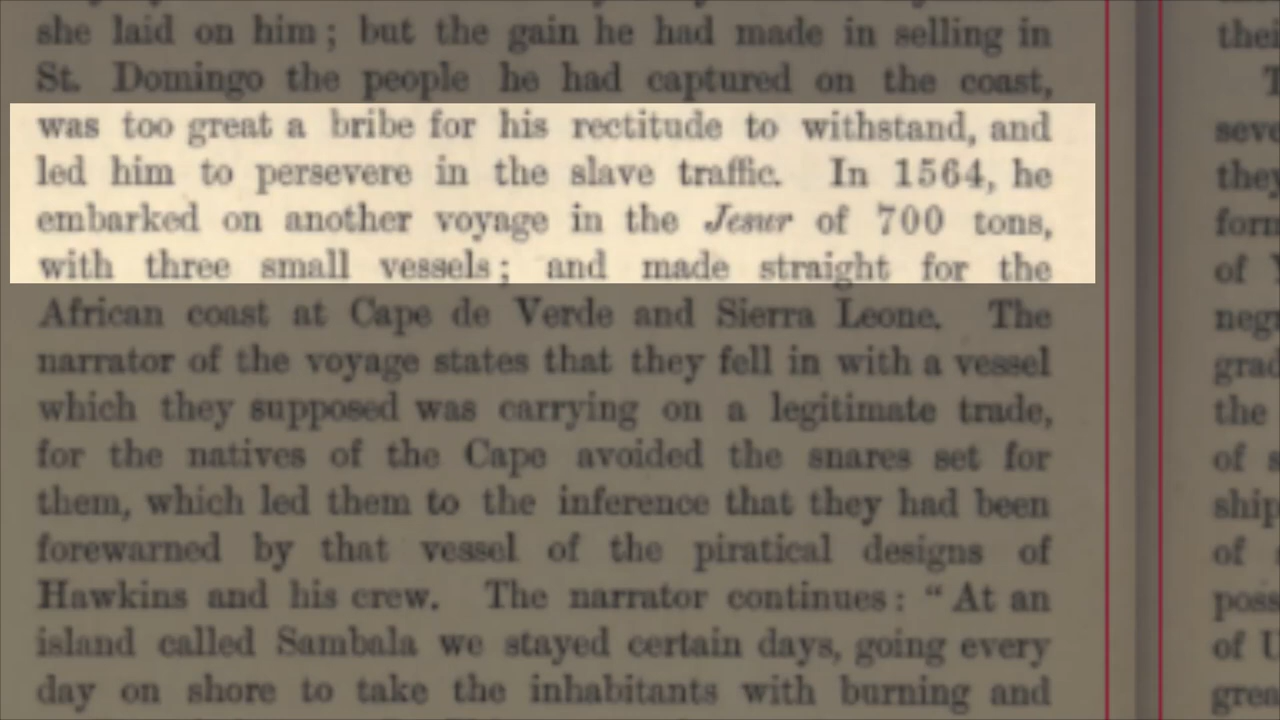 she laid on him; but the gain he had made in selling in
St. Domingo the people he had captured on the coast,
was too great a bribe for his rectitude to withstand, and
led him to persevere in the slave traffic. In 1564, he
embarked on another voyage in the Jesur of 700 tons,
with three small vessels; and made straight for the
African coast at Cape de Verde and Sierra Leone. The
narrator of the voyage states that they fell in with a vessel
which they supposed was carrying on a legitimate trade,
for the natives of the Cape avoided the snares set for
them, which led them to the inference that they had been
forewarned by that vessel of the piratical designs of
Hawkins and his crew. The narrator continues: “At an
island called Sambala we stayed certain days, going every
day on shore to take the inhabitants with burning and
they
of
the
of
of
of